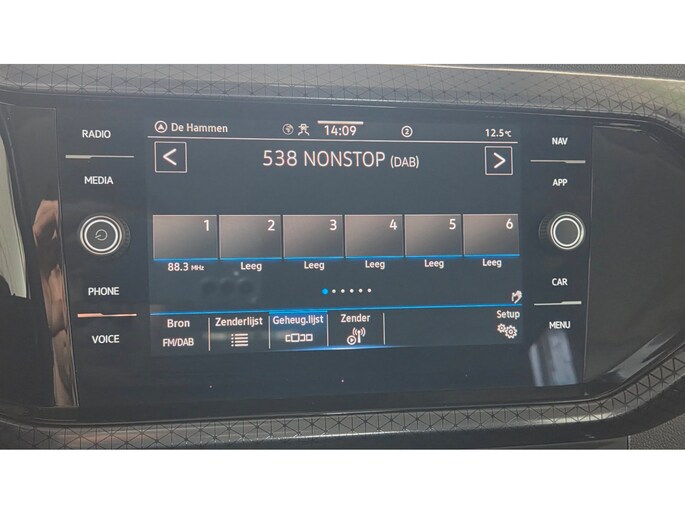 RADIO
MEDIA
PHONE
VOICE
De Hammen 14:09 2 12.5°C
< 538 NONSTOP (DAB) >
1 2 3 4 5 6
88.3 MHz Leeg Leeg Leeg Leeg Leeg
Bron Zenderlijst Geheug.lijst Zender Setup
FM/DAB
NAV
APP
CAR
MENU